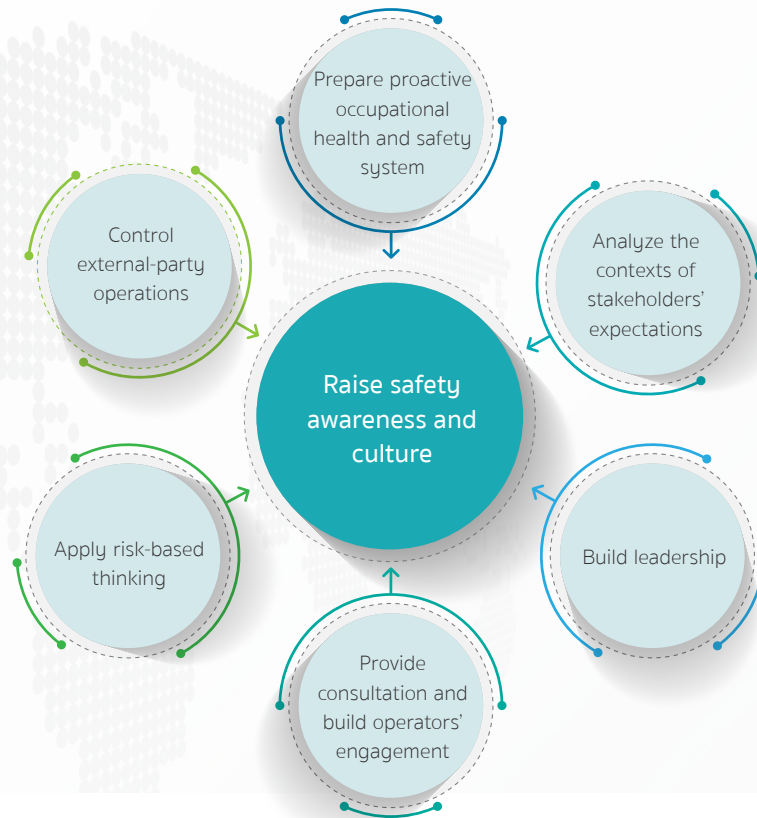 Prepare proactive
occupational
health and safety
system
Control
external-party
operations
Analyze the
contexts of
stakeholders’
expectations
Raise safety
awareness and
culture
Apply risk-based
thinking
Build leadership
Provide
consultation and
build operators’
engagement